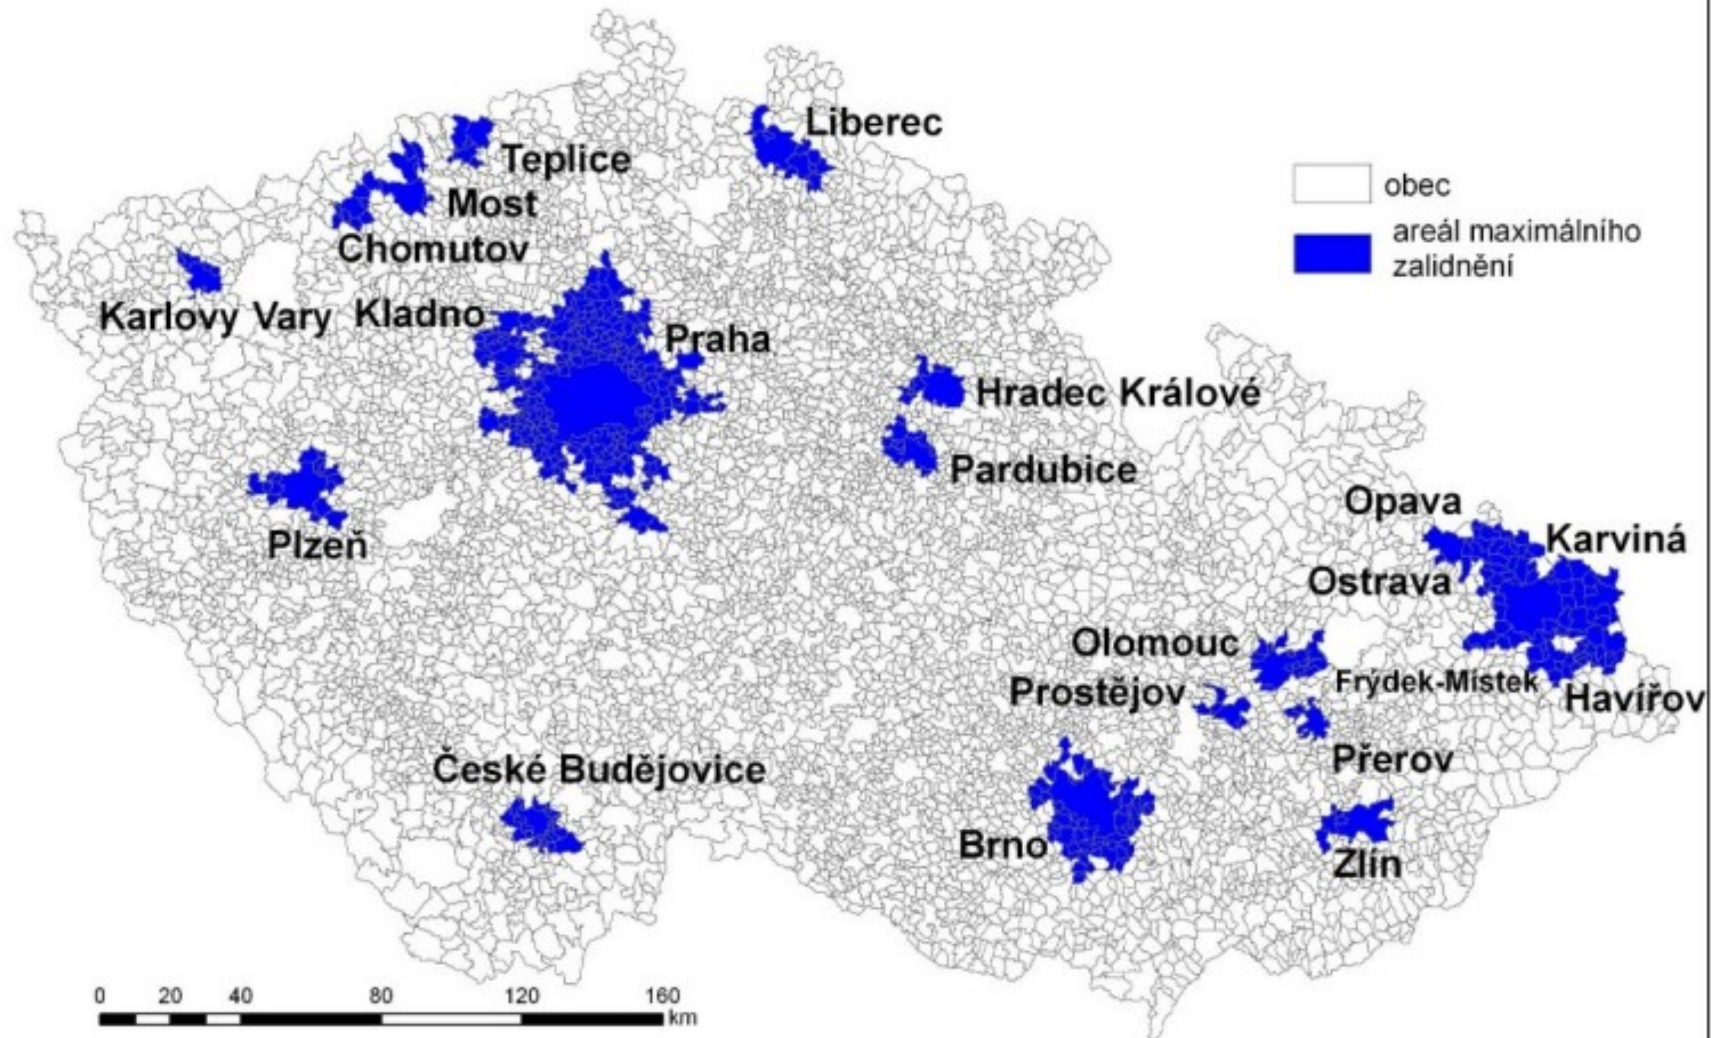 Liberec
Teplice
Most
Chomutov
Karlovy Vary
Kladno
Praha
Hradec Králové
Pardubice
Plzeň
Opava
Karviná
Ostrava
Olomouc
Frýdek-Místek
Prostějov
Havířov
Přerov
České Budějovice
Brno
Zlín
obec
areál maximálního
zalidnění
0 20 40 80 120 160
km